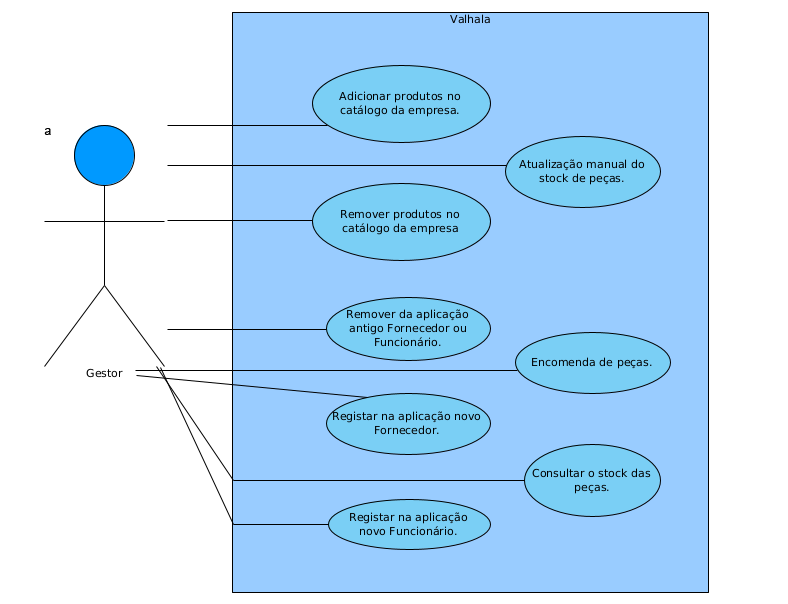 Valhala
a
Adicionar produtos no
catálogo da empresa.
Atualização manual do
stock de peças.
Remover produtos no
catálogo da empresa
Remover da aplicação
antigo Fornecedor ou
Funcionário.
Encomenda de peças.
Gestor
Registar na aplicação novo
Fornecedor.
Consultar o stock das
peças.
Registar na aplicação
novo Funcionário.